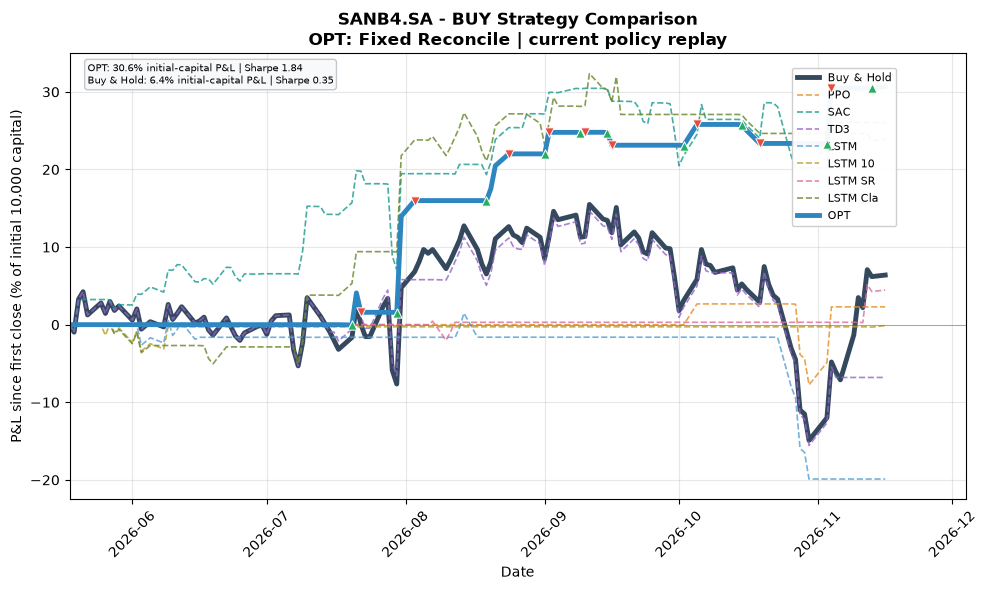 SANB4.SA - BUY Strategy Comparison
OPT: Fixed Reconcile | current policy replay
OPT: 30.6% initial-capital P&L | Sharpe 1.84
Buy & Hold: 6.4% initial-capital P&L | Sharpe 0.35
Buy & Hold
PPO
SAC
TD3
LSTM
LSTM 10
LSTM SR
LSTM Cla
OPT
P&L since first close (% of initial 10,000 capital)
30
20
10
0
−10
−20
2026-06
2026-07
2026-08
2026-09
2026-10
2026-11
2026-12
Date